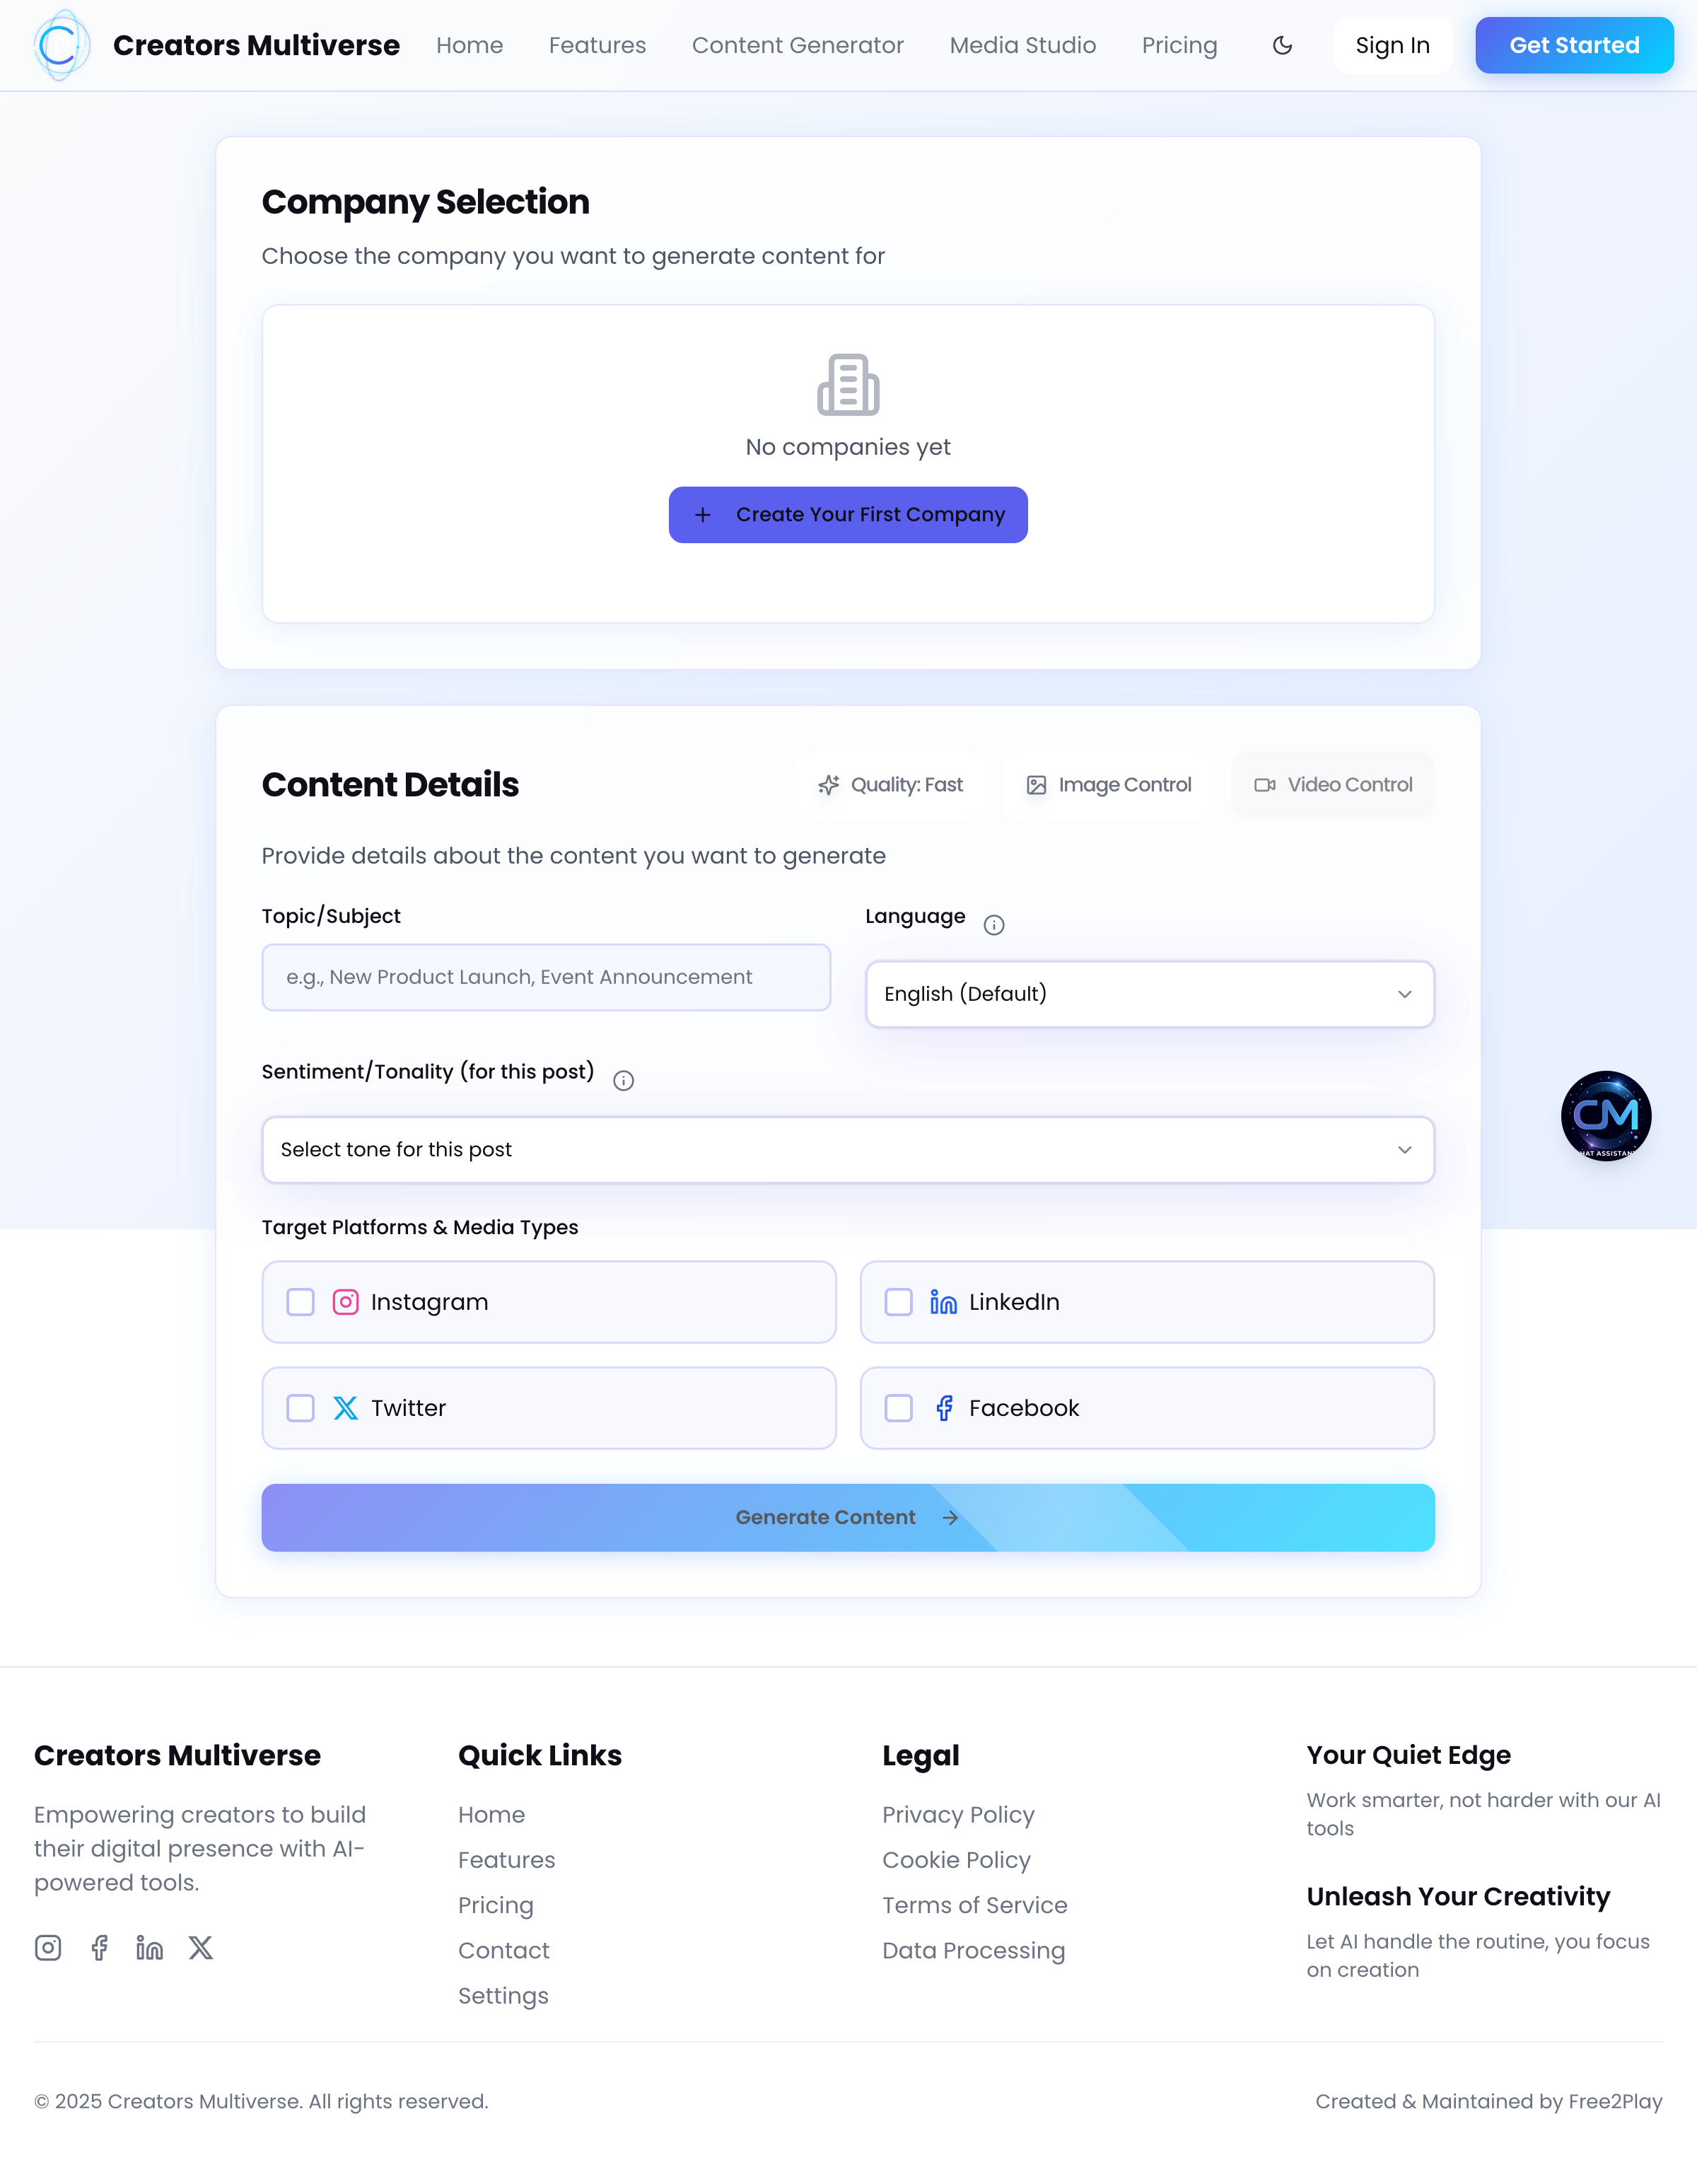 Creators Multiverse
Home
Features
Content Generator
Media Studio
Pricing
Sign In
Get Started
Company Selection
Choose the company you want to generate content for
No companies yet
Create Your First Company
Content Details
Quality: Fast
Image Control
Video Control
Provide details about the content you want to generate
Topic/Subject
e.g., New Product Launch, Event Announcement
Language
English (Default)
Sentiment/Tonality (for this post)
Select tone for this post
CM
HAT ASSISTAN
Target Platforms & Media Types
Instagram
LinkedIn
Twitter
Facebook
Generate Content
Creators Multiverse
Empowering creators to build
their digital presence with AI-
powered tools.
Quick Links
Home
Features
Pricing
Contact
Settings
Legal
Privacy Policy
Cookie Policy
Terms of Service
Data Processing
Your Quiet Edge
Work smarter, not harder with our AI
tools
Unleash Your Creativity
Let AI handle the routine, you focus
on creation
© 2025 Creators Multiverse. All rights reserved.
Created & Maintained by Free2Play